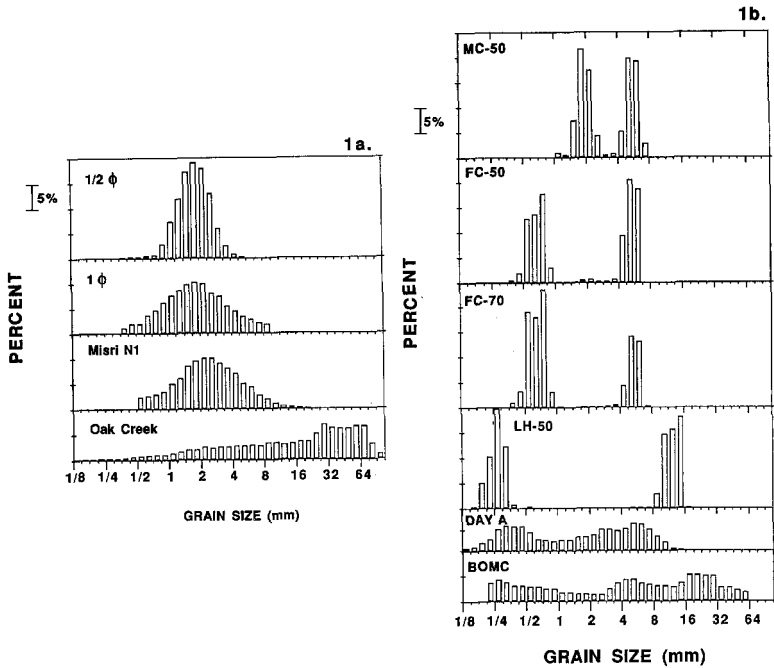 1a.
5%
1/2 ϕ
1 ϕ
Misri N1
Oak Creek
PERCENT
1/8 1/4 1/2 1 2 4 8 16 32 64
GRAIN SIZE (mm)
1b.
MC-50
5%
FC-50
FC-70
LH-50
DAY A
BOMC
PERCENT
1/8 1/4 1/2 1 2 4 8 16 32 64
GRAIN SIZE (mm)